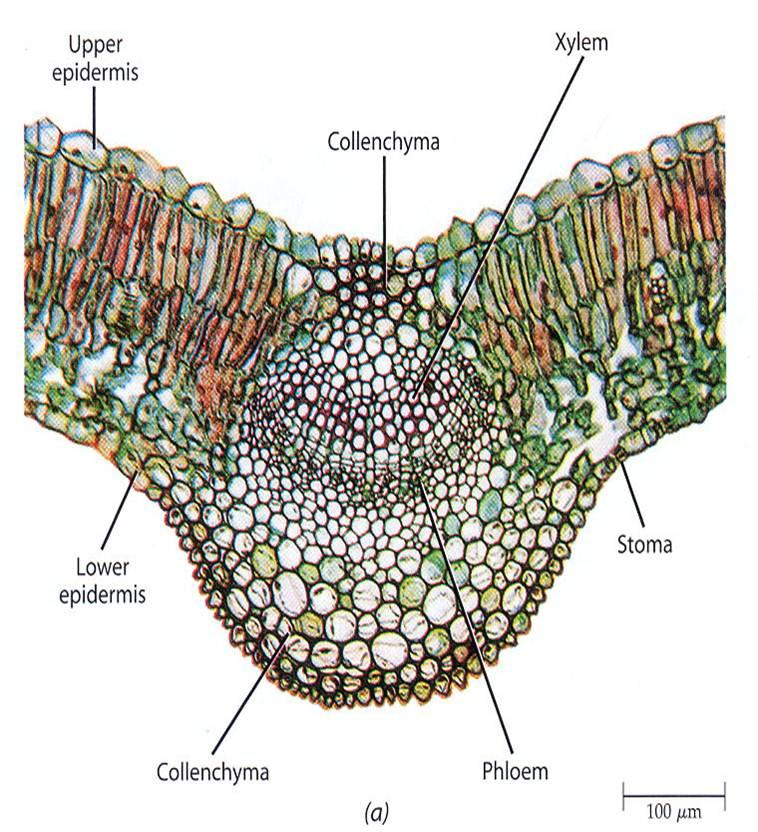 Upper
epidermis
Xylem
Collenchyma
Stoma
Lower
epidermis
Collenchyma
Phloem
(a)
100 μm